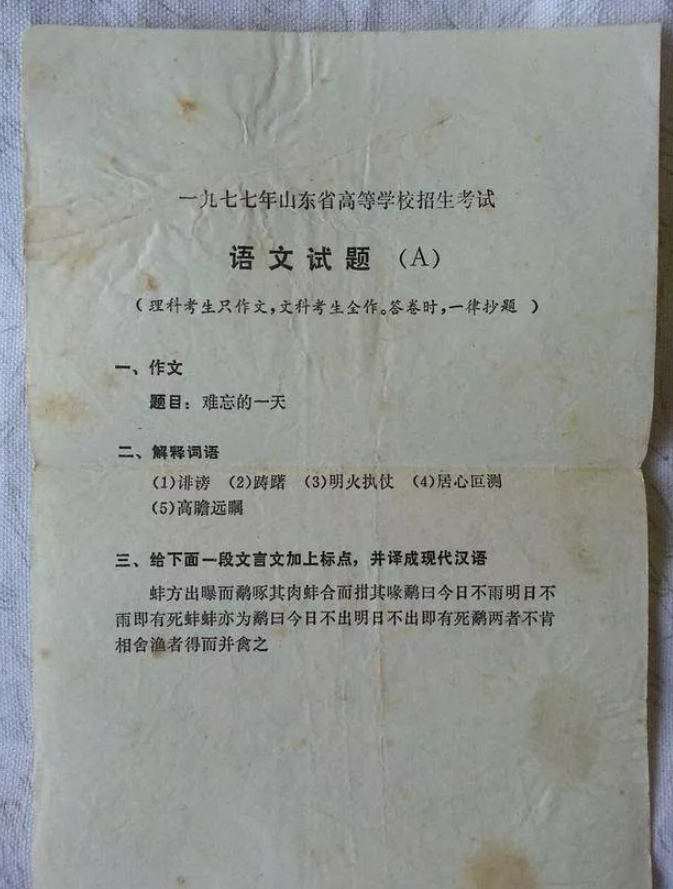 一九七七年山东省高等学校招生考试
语文试题（A）
（理科考生只作文，文科考生全作。答卷时，一律抄题）
一、作文
题目：难忘的一天
二、解释词语
(1)诽谤 (2)踌躇 (3)明火执仗 (4)居心叵测
(5)高瞻远瞩
三、给下面一段文言文加上标点，并译成现代汉语
蚌方出曝而鹬啄其肉蚌合而拑其喙鹬曰今日不雨明日不
雨即有死蚌蚌亦为鹬曰今日不出明日不出即有死鹬两者不肯
相舍渔者得而并禽之